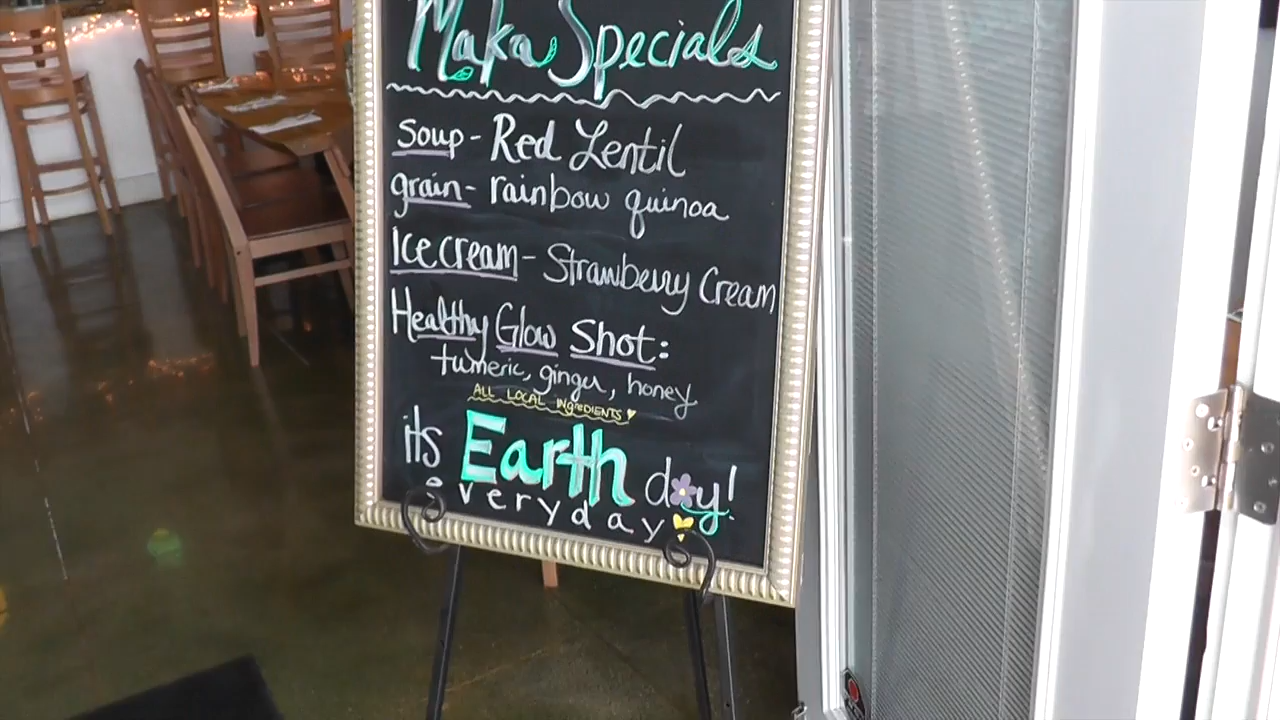 Maka Specials
soup - Red Lentil
grain - rainbow quinoa
Ice cream - Strawberry Cream
Healthy Glow Shot:
tumeric, ginger, honey
ALL LOCAL INGREDIENTS
its Earth day!
everyday